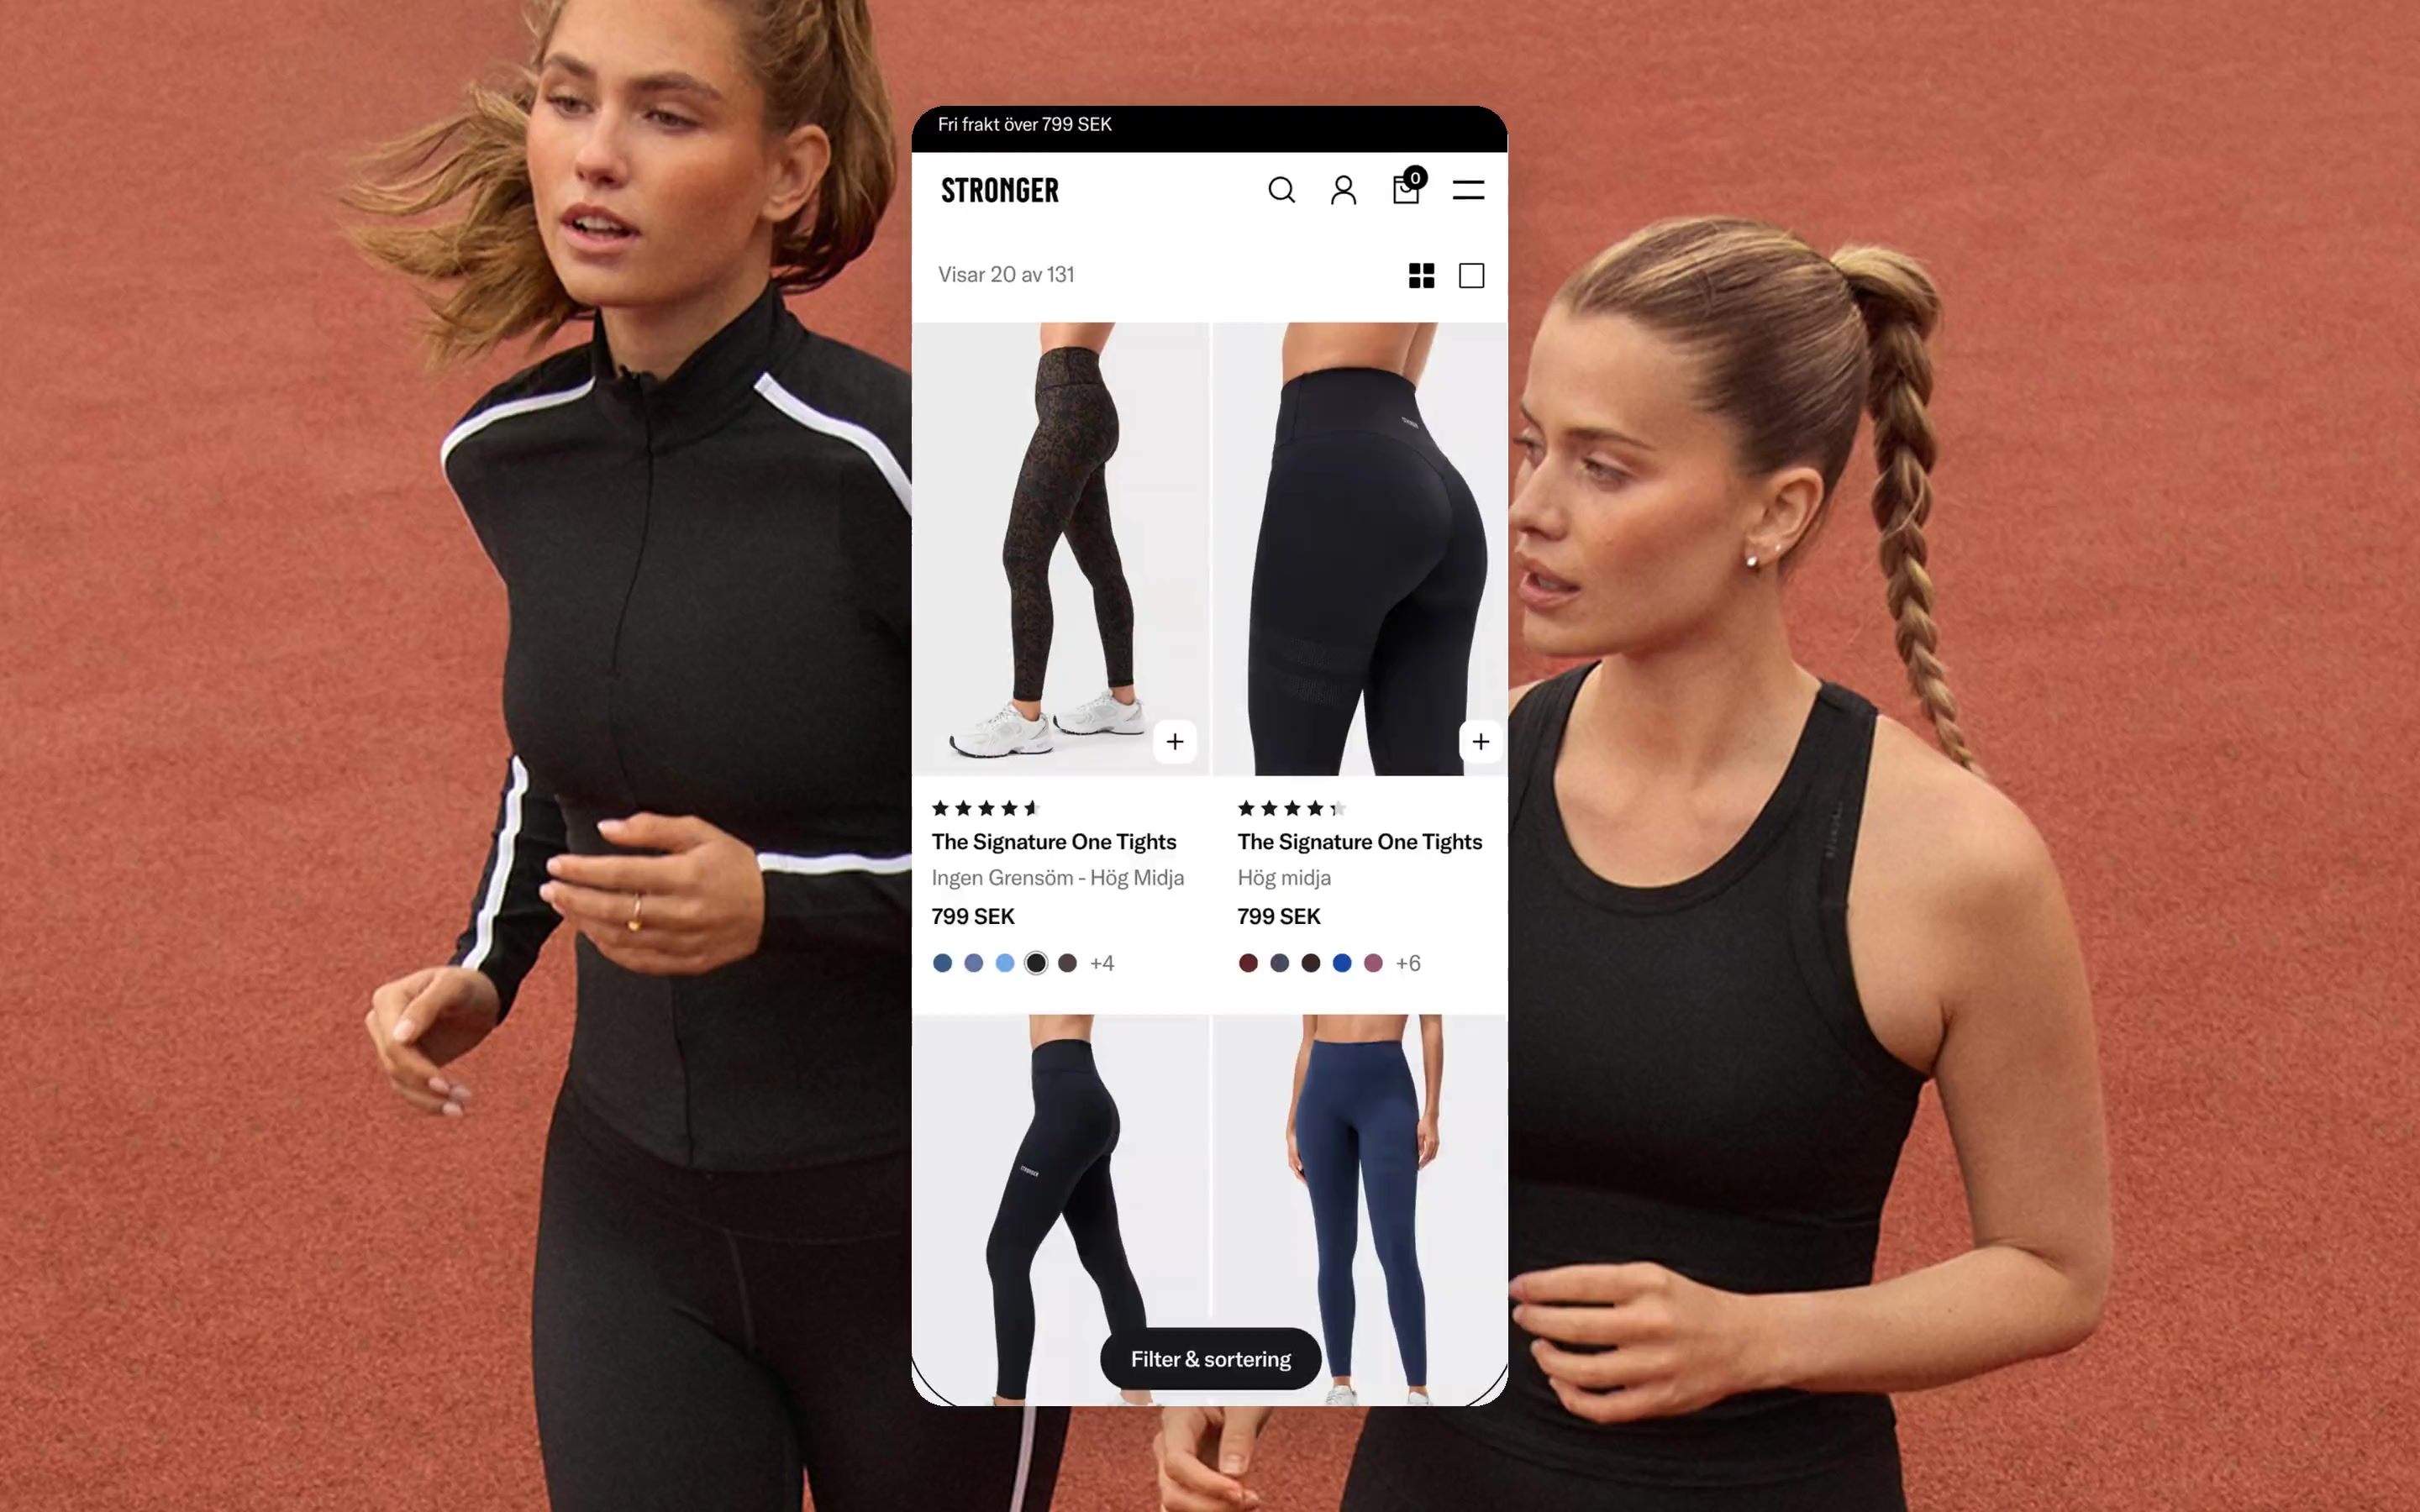 Fri frakt över 799 SEK
STRONGER
0
Visar 20 av 131
The Signature One Tights
Ingen Grensöm - Hög Midja
799 SEK
+4
The Signature One Tights
Hög midja
799 SEK
+6
Filter & sortering